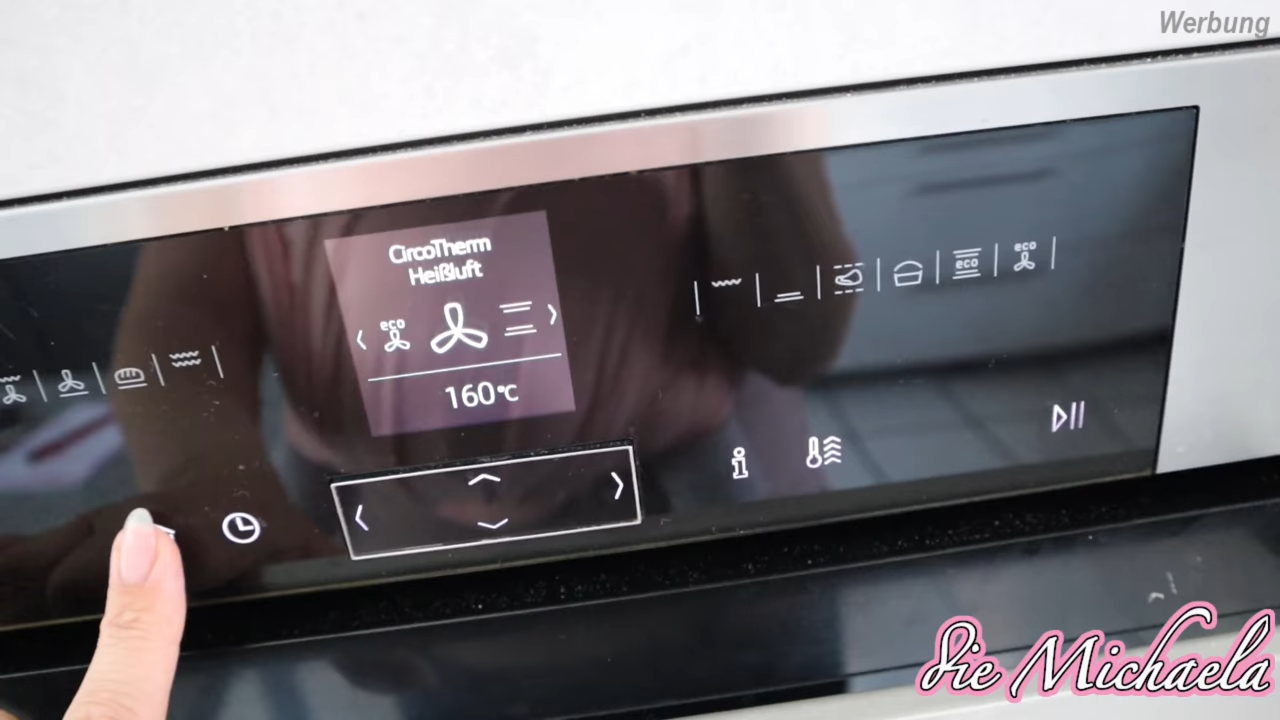 Werbung
CircoTherm
Heißluft
eco
160°C
eco
eco
i
die Michaela